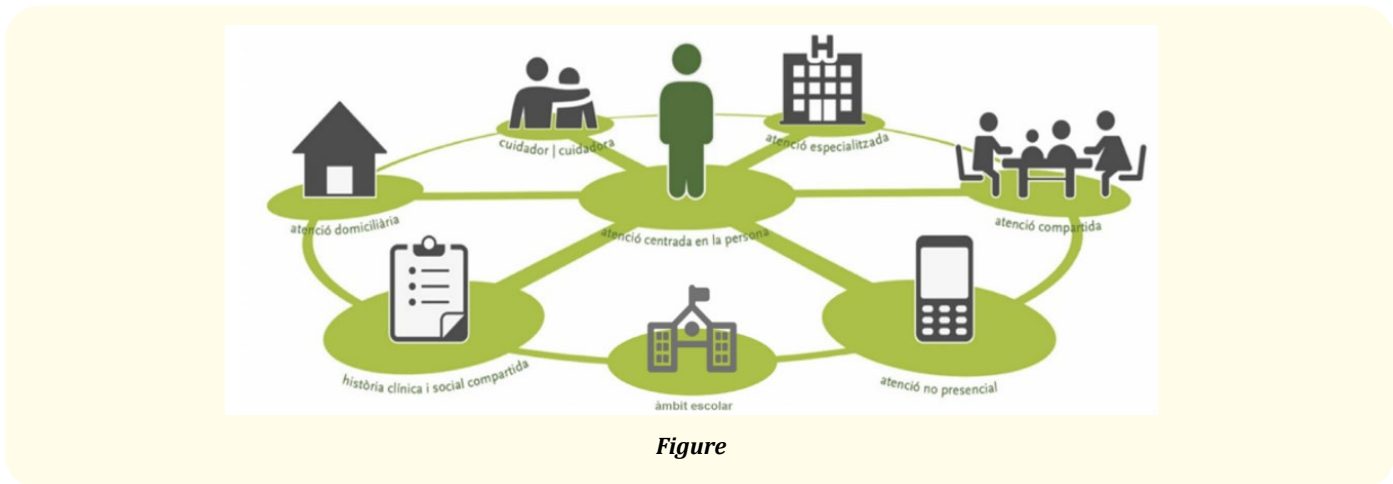 H
cuidador | cuidadora
atenció especialitzada
atenció domiciliària
atenció centrada en la persona
atenció compartida
història clínica i social compartida
atenció no presencial
àmbit escolar
Figure